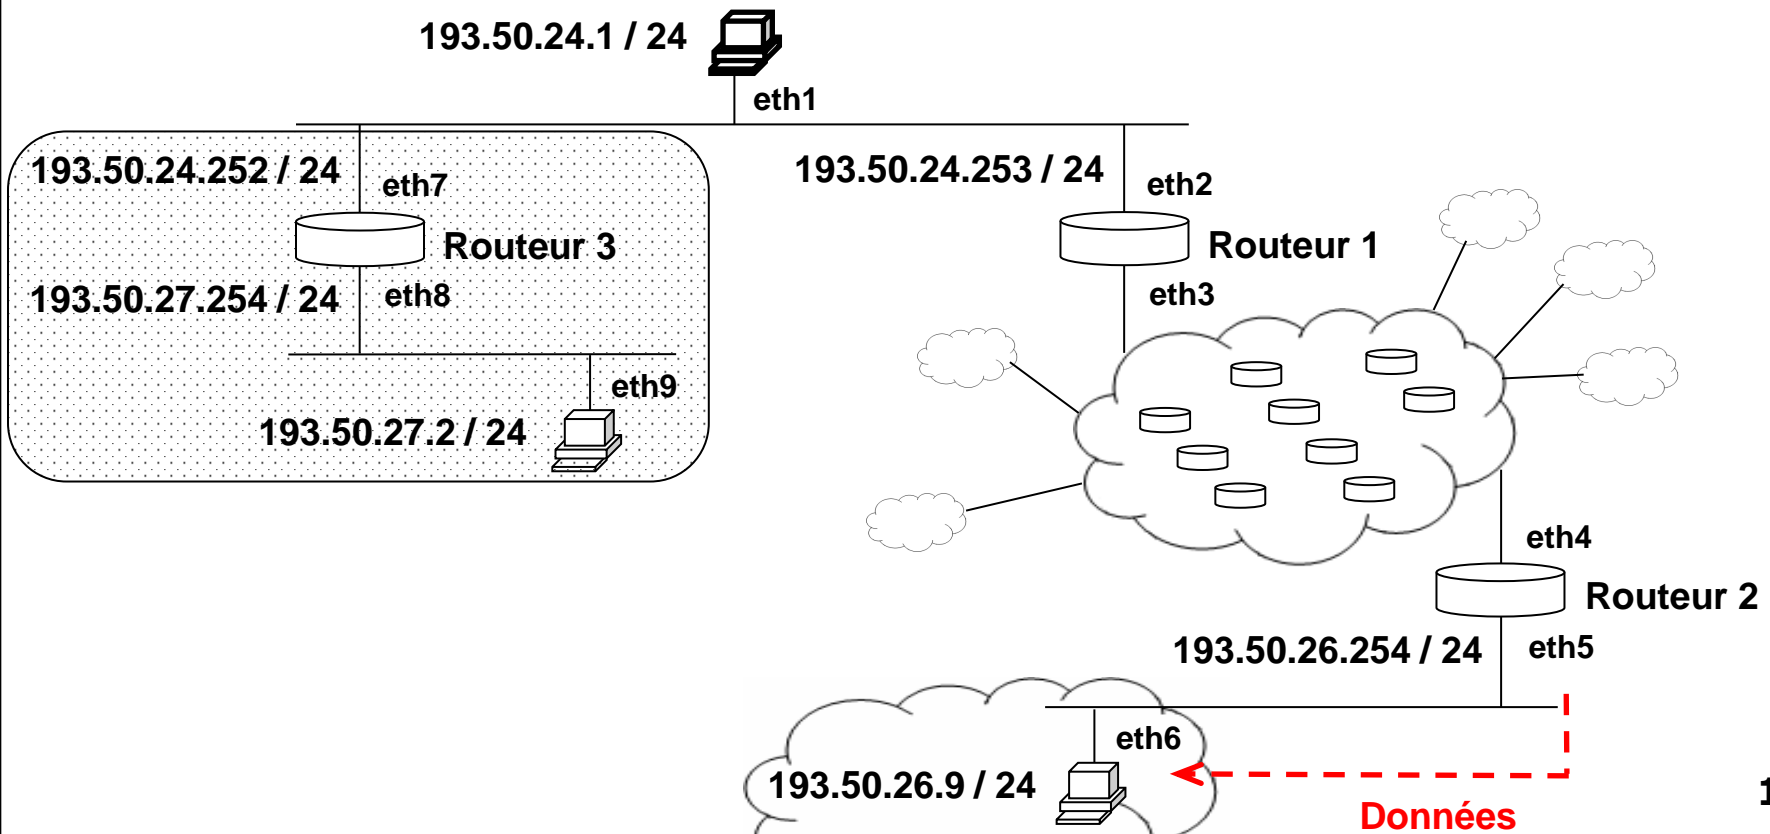 193.50.24.1 / 24
eth1
193.50.24.252 / 24
eth7
193.50.24.253 / 24
eth2
Routeur 3
Routeur 1
193.50.27.254 / 24
eth8
eth3
eth9
193.50.27.2 / 24
eth4
Routeur 2
193.50.26.254 / 24
eth5
eth6
193.50.26.9 / 24
1
Données